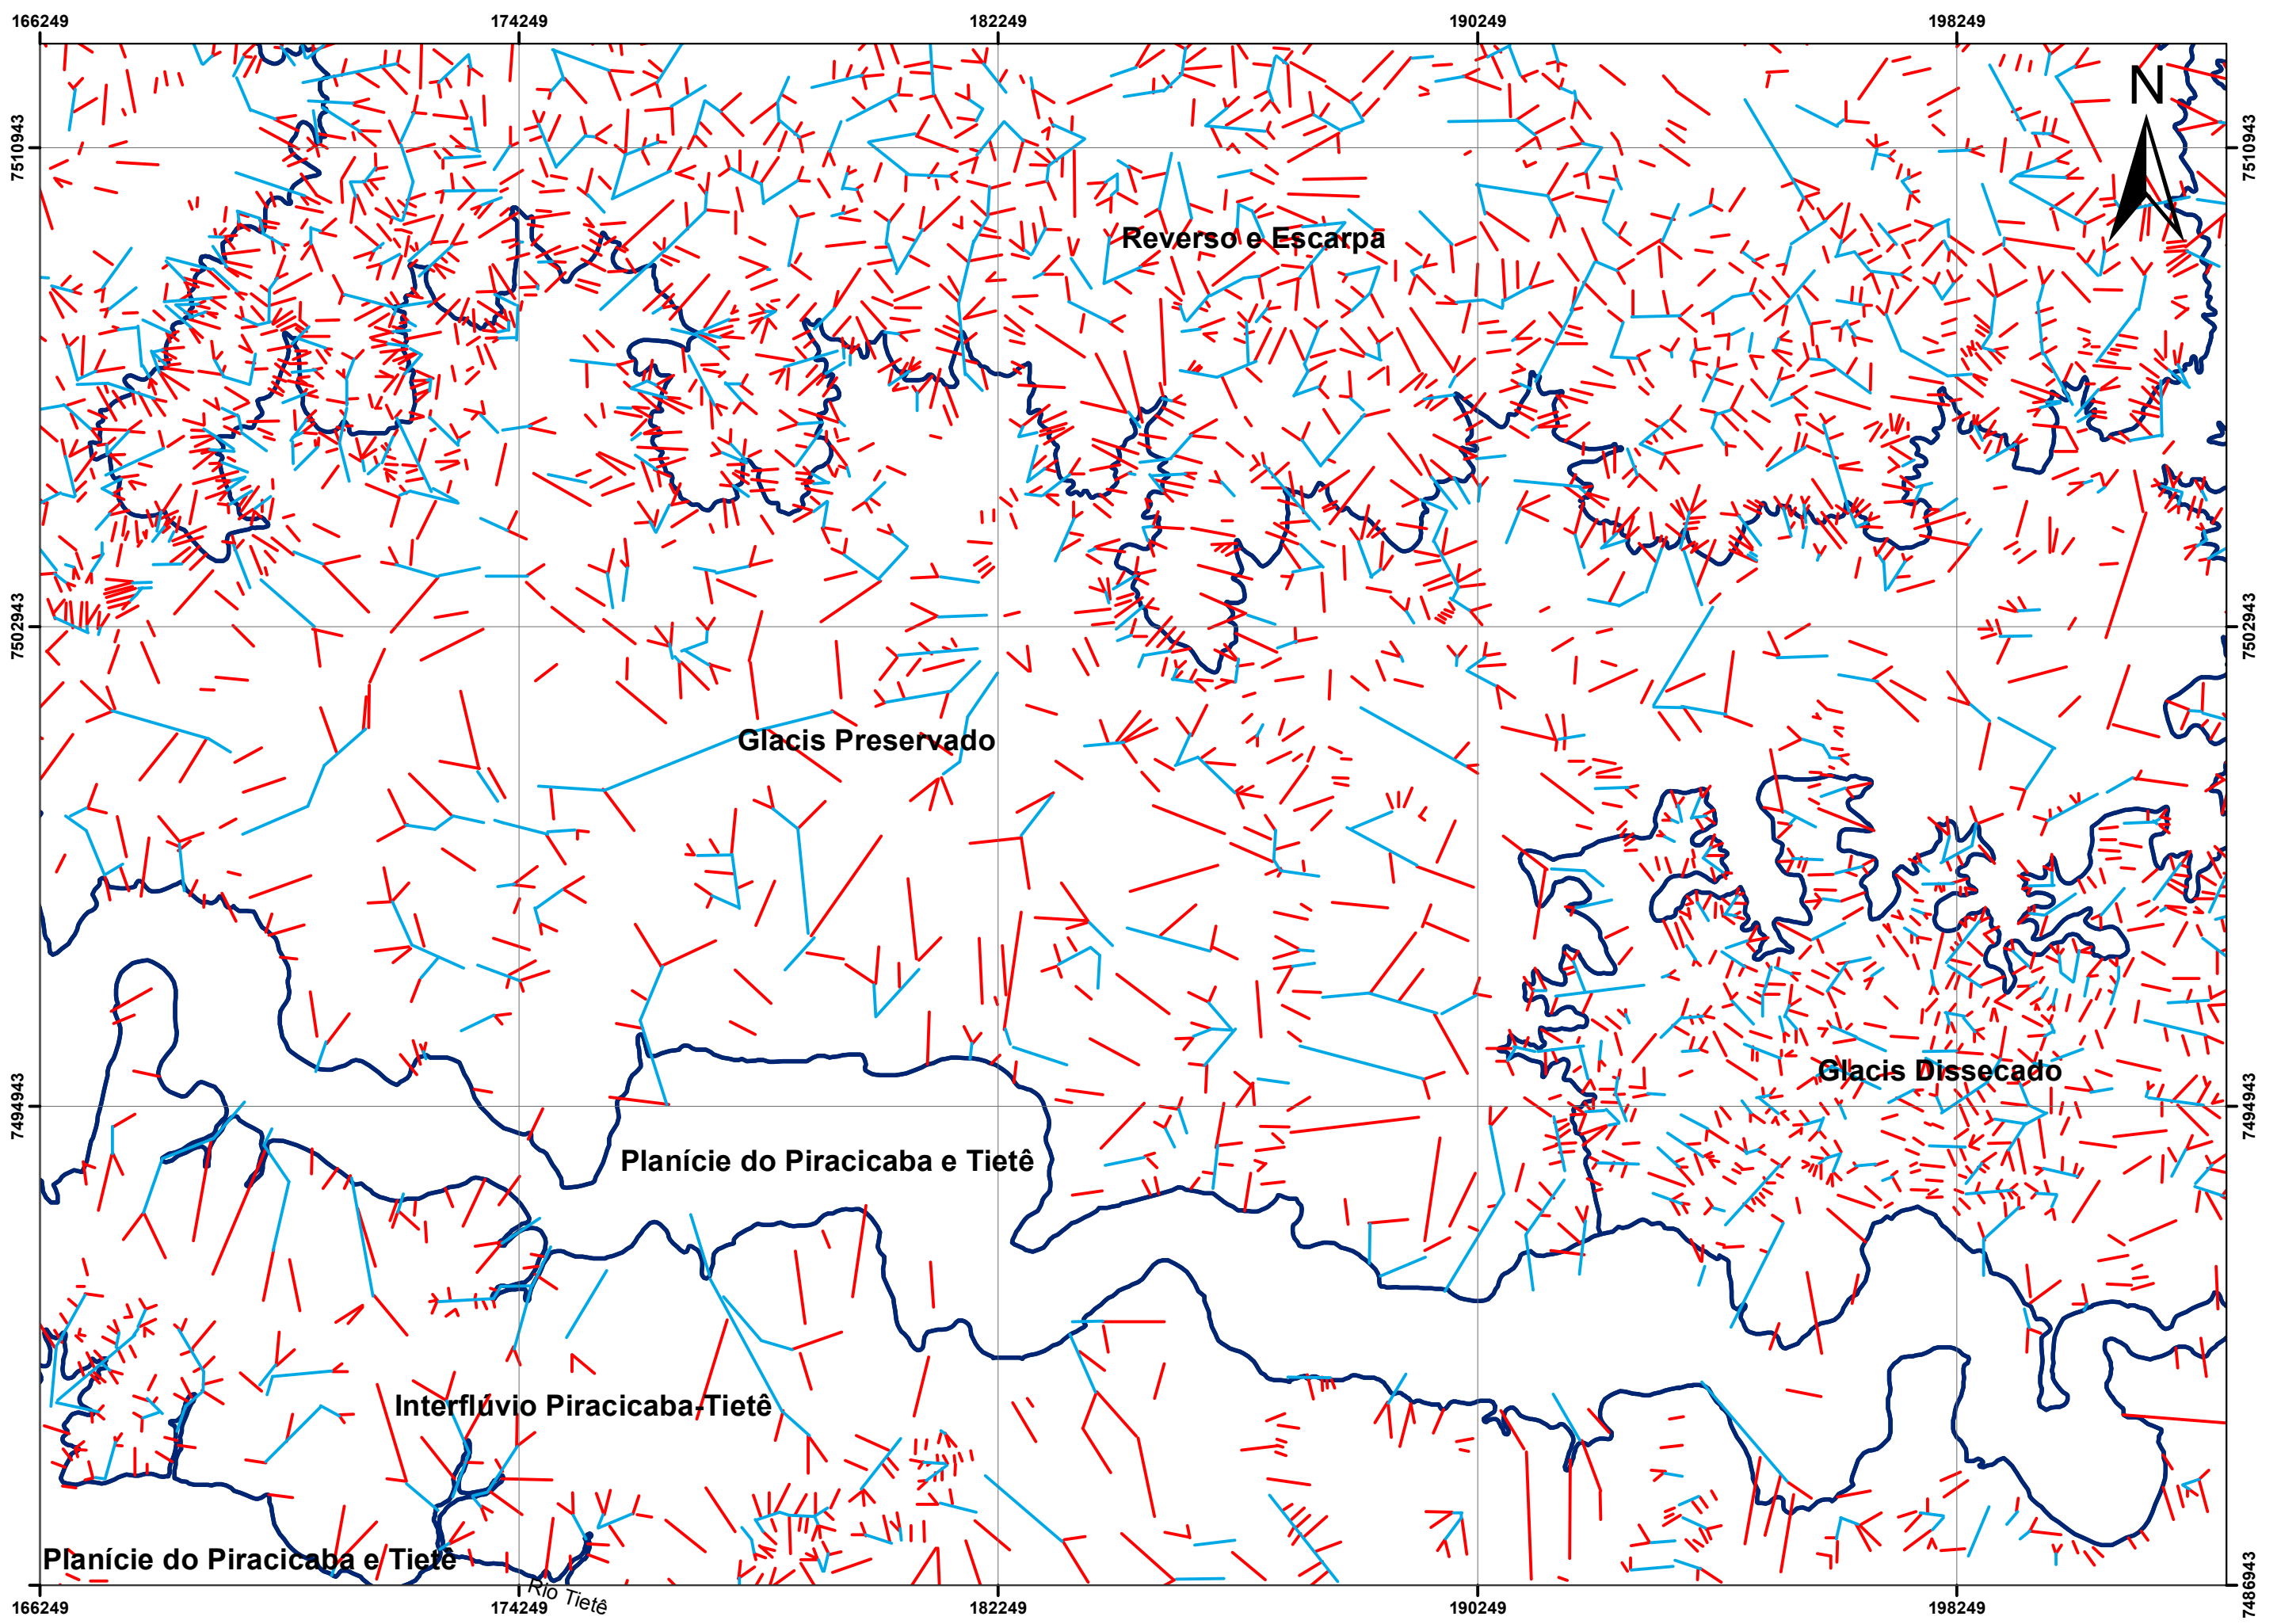 166249 174249 182249 190249 198249
N
7510943 7510943
Reverso e Escarpa
7502943 7502943
Glacis Preservado
Glacis Dissecado
7494943 7494943
Planície do Piracicaba e Tietê
Interflúvio Piracicaba-Tietê
Planície do Piracicaba e Tietê
7486943
Rio Tietê
166249 174249 182249 190249 198249